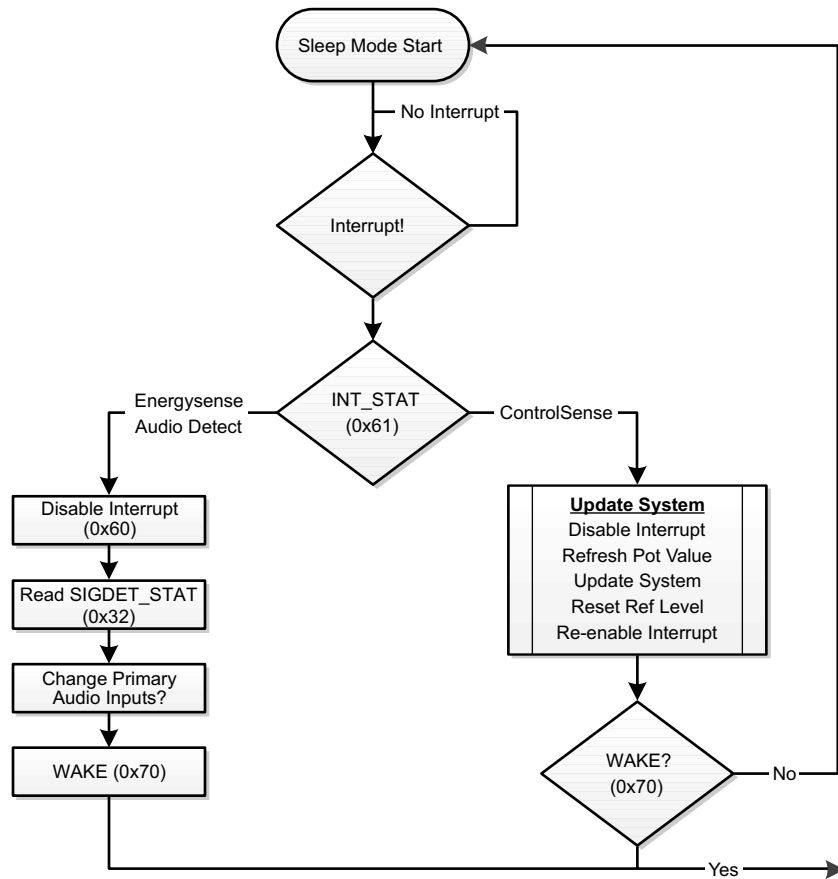 Sleep Mode Start
No Interrupt
Interrupt!
INT_STAT
(0x61)
Energysense
Audio Detect
ControlSense
Disable Interrupt
(0x60)
Read SIGDET_STAT
(0x32)
Change Primary
Audio Inputs?
WAKE (0x70)
Update System
Disable Interrupt
Refresh Pot Value
Update System
Reset Ref Level
Re-enable Interrupt
WAKE?
(0x70)
No
Yes